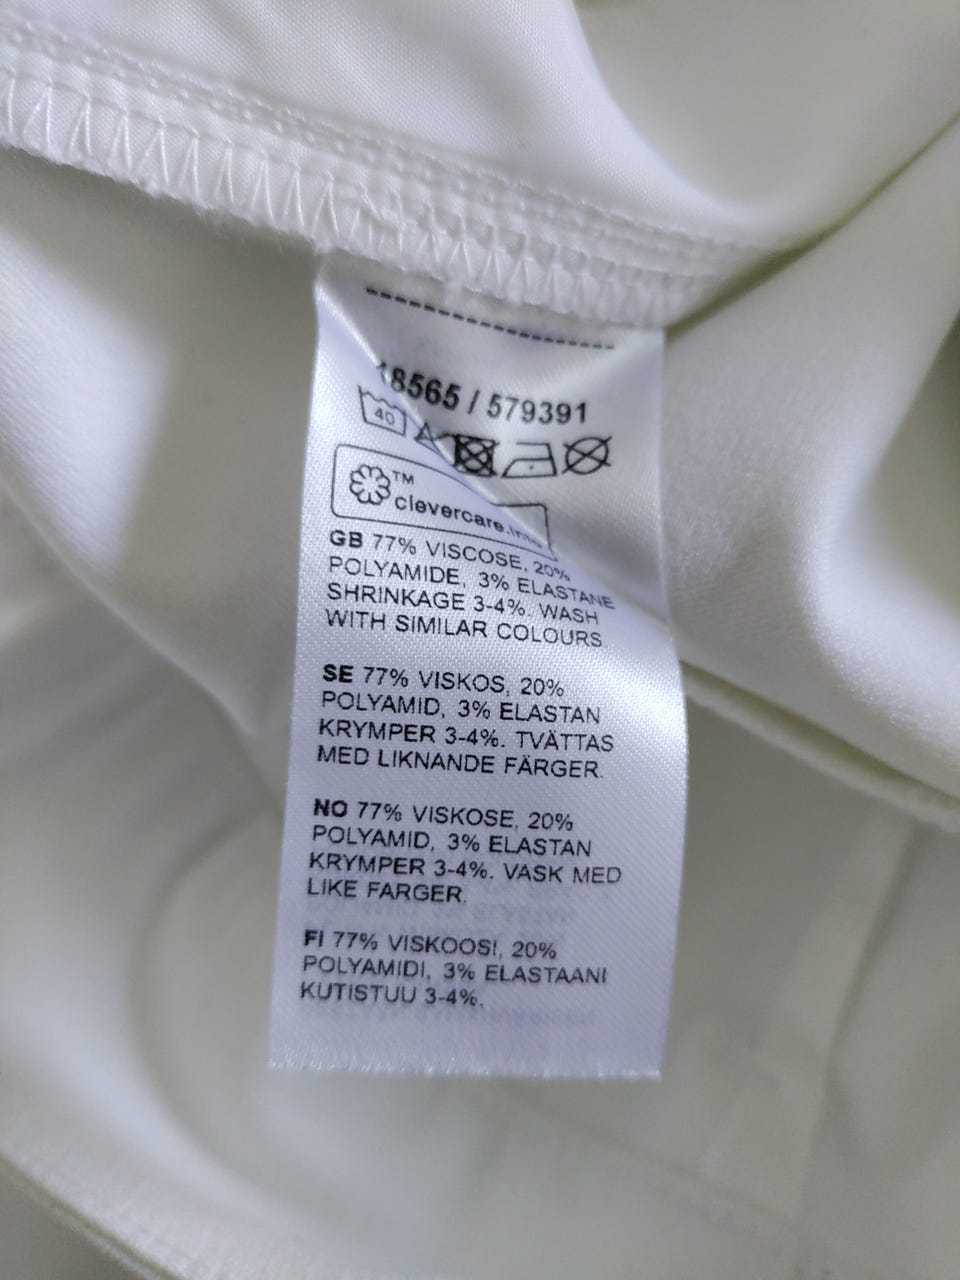 18565 / 579391
40
TM
clevercare.info
GB 77% VISCOSE, 20%
POLYAMIDE, 3% ELASTANE
SHRINKAGE 3-4%. WASH
WITH SIMILAR COLOURS.
SE 77% VISKOS, 20%
POLYAMID, 3% ELASTAN
KRYMPER 3-4%. TVÄTTAS
MED LIKNANDE FÄRGER.
NO 77% VISKOSE, 20%
POLYAMID, 3% ELASTAN
KRYMPER 3-4%. VASK MED
LIKE FARGER.
FI 77% VISKOOSI, 20%
POLYAMIDI, 3% ELASTAANI
KUTISTUU 3-4%.